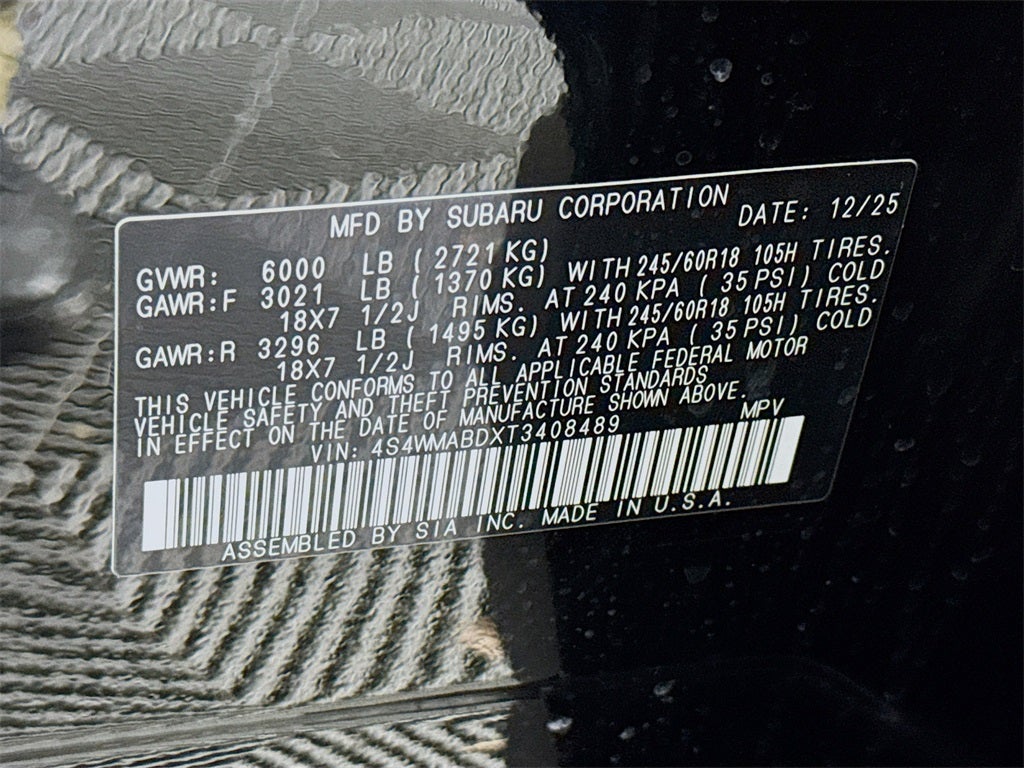 MFD BY SUBARU CORPORATION DATE: 12/25
GVWR: 6000 LB ( 2721 KG)
GAWR:F 3021 LB ( 1370 KG) WITH 245/60R18 105H TIRES.
18X7 1/2J RIMS. AT 240 KPA ( 35 PSI) COLD
GAWR:R 3296 LB ( 1495 KG) WITH 245/60R18 105H TIRES.
18X7 1/2J RIMS. AT 240 KPA ( 35 PSI) COLD
THIS VEHICLE CONFORMS TO ALL APPLICABLE FEDERAL MOTOR
VEHICLE SAFETY AND THEFT PREVENTION STANDARDS
IN EFFECT ON THE DATE OF MANUFACTURE SHOWN ABOVE.
VIN: 4S4WMABDXT3408489 MPV
ASSEMBLED BY SIA INC. MADE IN U.S.A.